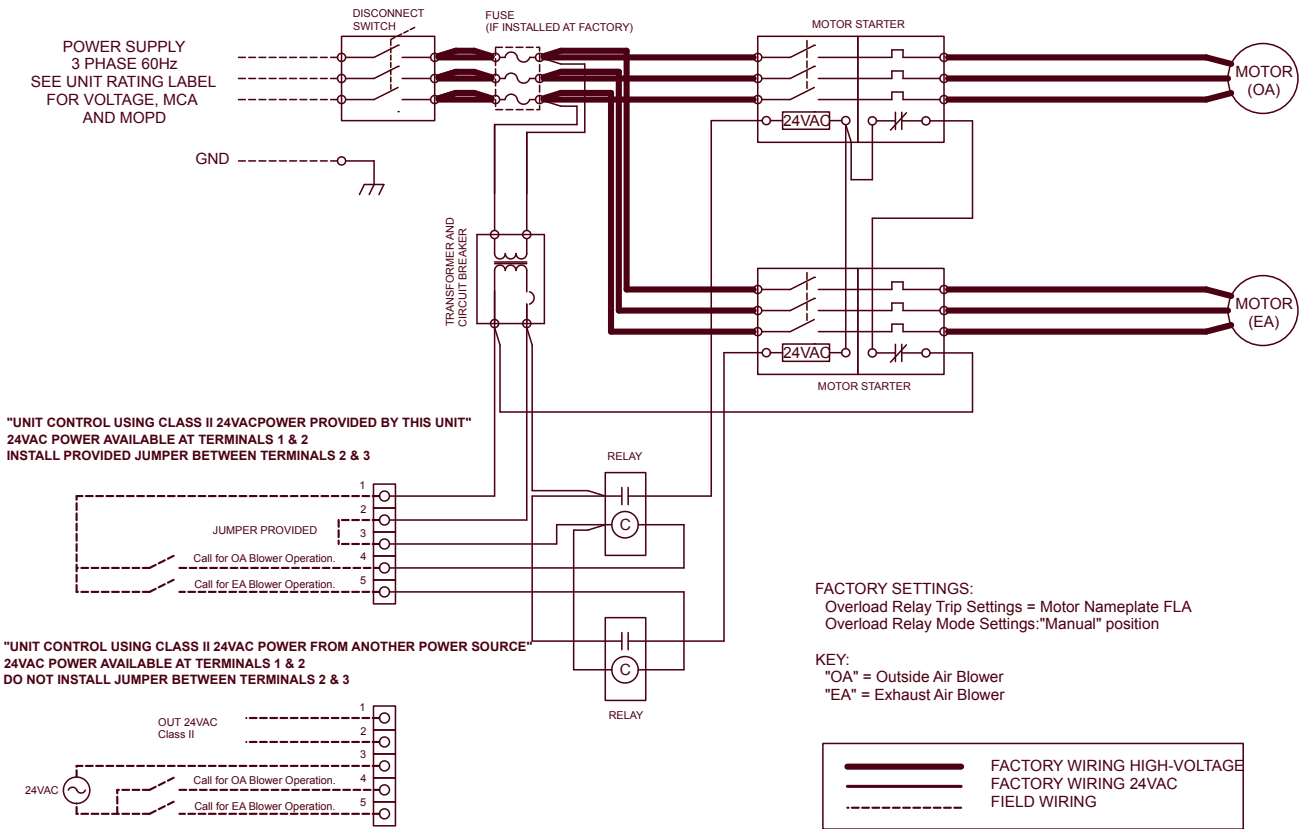 DISCONNECT
SWITCH
FUSE
(IF INSTALLED AT FACTORY)
MOTOR STARTER
POWER SUPPLY
3 PHASE 60Hz
SEE UNIT RATING LABEL
FOR VOLTAGE, MCA
AND MOPD
MOTOR
(OA)
24VAC
GND
TRANSFORMER AND
CIRCUIT BREAKER
MOTOR
(EA)
24VAC
MOTOR STARTER
"UNIT CONTROL USING CLASS II 24VACPOWER PROVIDED BY THIS UNIT"
24VAC POWER AVAILABLE AT TERMINALS 1 & 2
INSTALL PROVIDED JUMPER BETWEEN TERMINALS 2 & 3
RELAY
1
2
JUMPER PROVIDED
3
C
Call for OA Blower Operation.
4
Call for EA Blower Operation.
5
FACTORY SETTINGS:
Overload Relay Trip Settings = Motor Nameplate FLA
Overload Relay Mode Settings:"Manual" position
"UNIT CONTROL USING CLASS II 24VAC POWER FROM ANOTHER POWER SOURCE"
24VAC POWER AVAILABLE AT TERMINALS 1 & 2
DO NOT INSTALL JUMPER BETWEEN TERMINALS 2 & 3
C
RELAY
KEY:
"OA" = Outside Air Blower
"EA" = Exhaust Air Blower
OUT 24VAC
Class II
1
2
3
24VAC
Call for OA Blower Operation.
4
Call for EA Blower Operation.
5
FACTORY WIRING HIGH-VOLTAGE
FACTORY WIRING 24VAC
FIELD WIRING